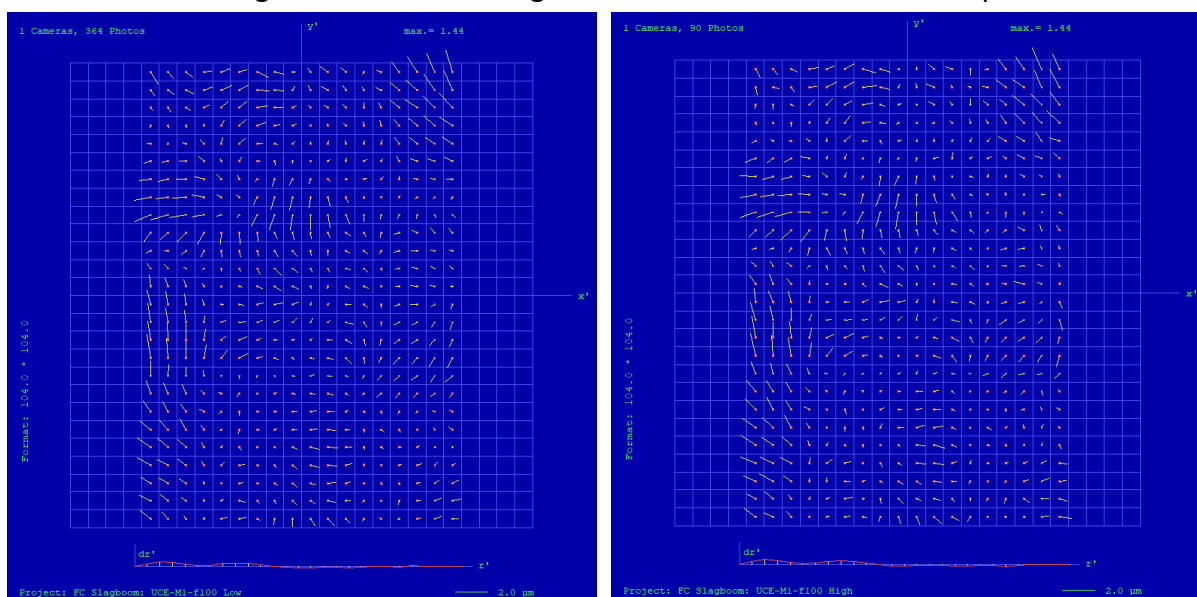 1 Cameras, 364 Photos
y'
max.= 1.44
x'
Format: 104.0 * 104.0
dr'
r'
Project: FC Slagboom: UCE-M1-f100 Low
2.0 µm
1 Cameras, 90 Photos
y'
max.= 1.44
x'
Format: 104.0 * 104.0
dr'
r'
Project: FC Slagboom: UCE-M1-f100 High
2.0 µm